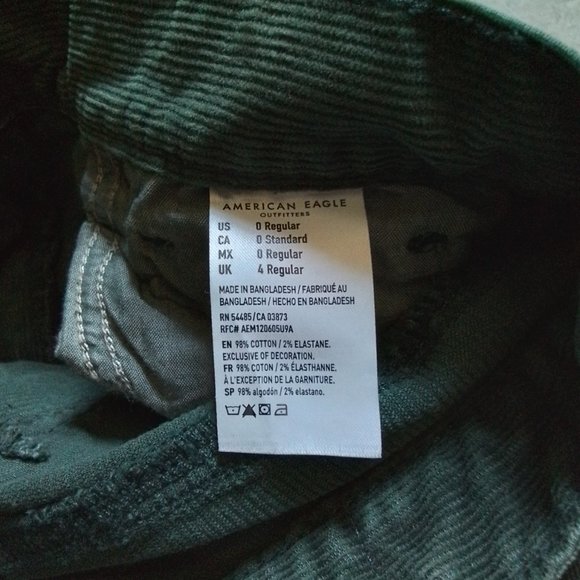 AMERICAN EAGLE
OUTFITTERS
US 0 Regular
CA 0 Standard
MX 0 Regular
UK 4 Regular
MADE IN BANGLADESH / FABRIQUÉ AU
BANGLADESH / HECHO EN BANGLADESH
RN 54485/CA 03873
RFC# AEM120605U9A
EN 98% COTTON / 2% ELASTANE.
EXCLUSIVE OF DECORATION.
FR 98% COTON / 2% ÉLASTHANNE.
À L'EXCEPTION DE LA GARNITURE.
SP 98% algodón / 2% elastano.